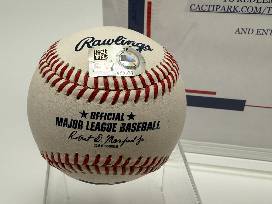 Rawlings
OFFICIAL
MAJOR LEAGUE BASEBALL
Robert D. Manfred Jr.
CACTIPARK.COM/T
AND ENT